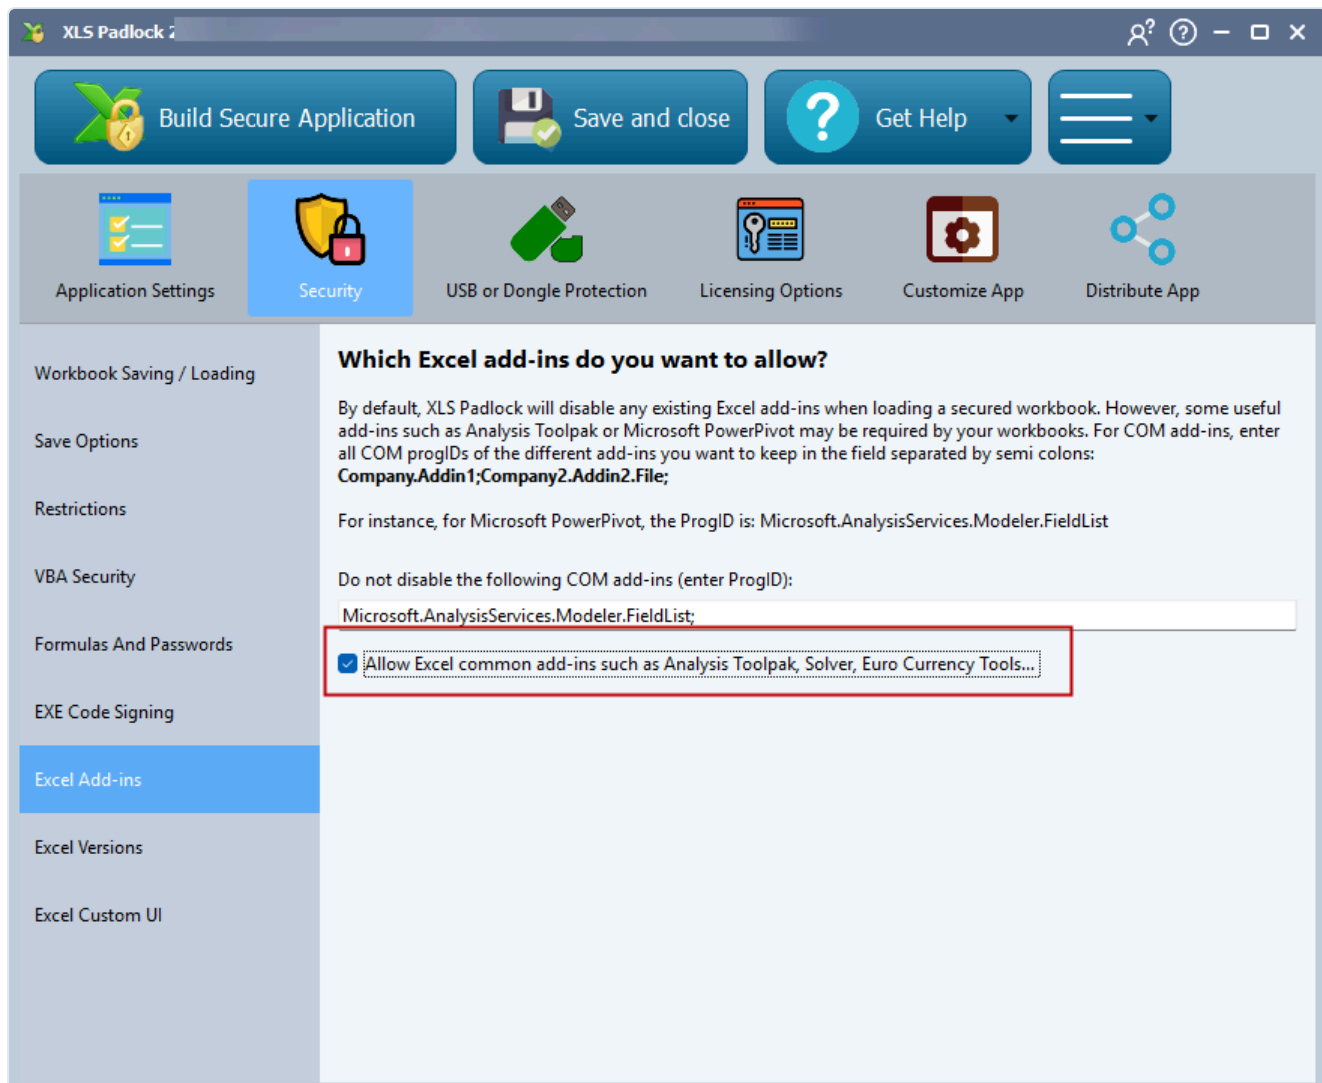 XLS Padlock
Build Secure Application
Save and close
Get Help
Application Settings
Security
USB or Dongle Protection
Licensing Options
Customize App
Distribute App
Workbook Saving / Loading
Save Options
Restrictions
VBA Security
Formulas And Passwords
EXE Code Signing
Excel Add-ins
Excel Versions
Excel Custom UI
Which Excel add-ins do you want to allow?
By default, XLS Padlock will disable any existing Excel add-ins when loading a secured workbook. However, some useful
add-ins such as Analysis Toolpak or Microsoft PowerPivot may be required by your workbooks. For COM add-ins, enter
all COM progIDs of the different add-ins you want to keep in the field separated by semi colons:
Company.Addin1;Company2.Addin2.File;
For instance, for Microsoft PowerPivot, the ProgID is: Microsoft.AnalysisServices.Modeler.FieldList
Do not disable the following COM add-ins (enter ProgID):
Microsoft.AnalysisServices.Modeler.FieldList;
Allow Excel common add-ins such as Analysis Toolpak, Solver, Euro Currency Tools...